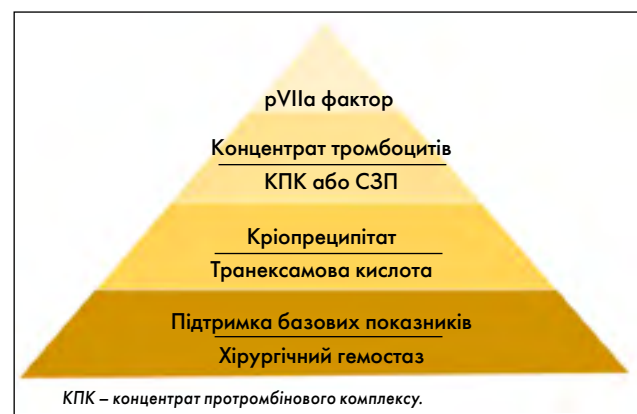 рVIIa фактор
Концентрат тромбоцитів
КПК або СЗП
Кріопреципітат
Транексамова кислота
Підтримка базових показників
Хірургічний гемостаз
КПК – концентрат протромбінового комплексу.